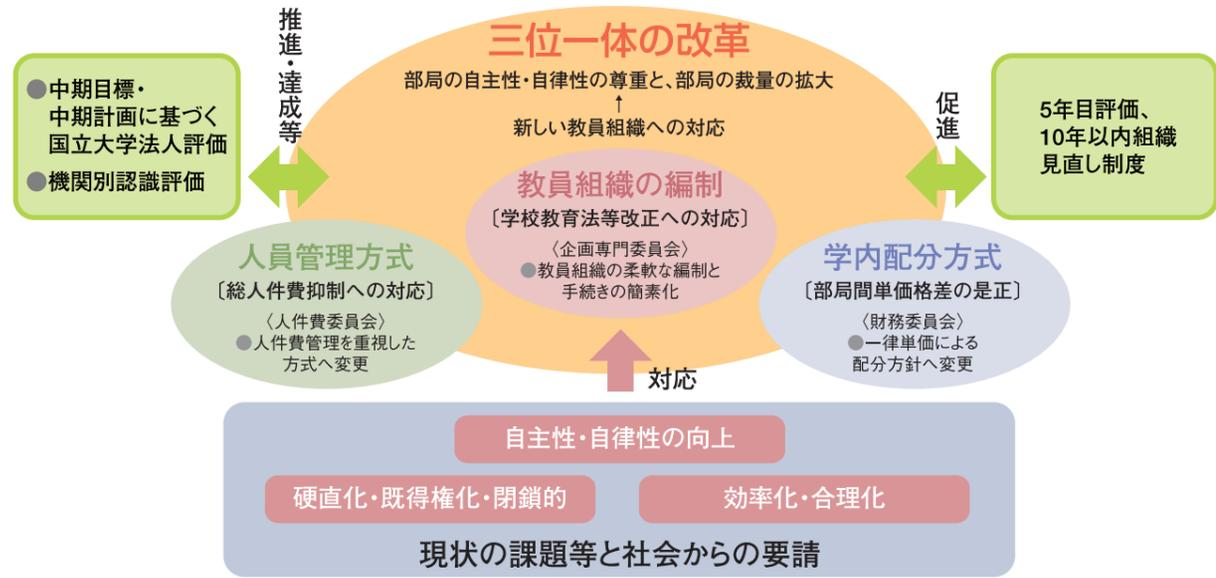 三位一体の改革
部局の自主性・自律性の尊重と、部局の裁量の拡大
↑
新しい教員組織への対応
推進・達成等
●中期目標・
中期計画に基づく
国立大学法人評価
●機関別認識評価
促進
5年目評価、
10年以内組織
見直し制度
教員組織の編制
〔学校教育法等改正への対応〕
〈企画専門委員会〉
●教員組織の柔軟な編制と
手続きの簡素化
人員管理方式
〔総人件費抑制への対応〕
〈人件費委員会〉
●人件費管理を重視した
方式へ変更
学内配分方式
〔部局間単価格差の是正〕
〈財務委員会〉
●一律単価による
配分方針へ変更
対応
自主性・自律性の向上
硬直化・既得権化・閉鎖的
効率化・合理化
現状の課題等と社会からの要請